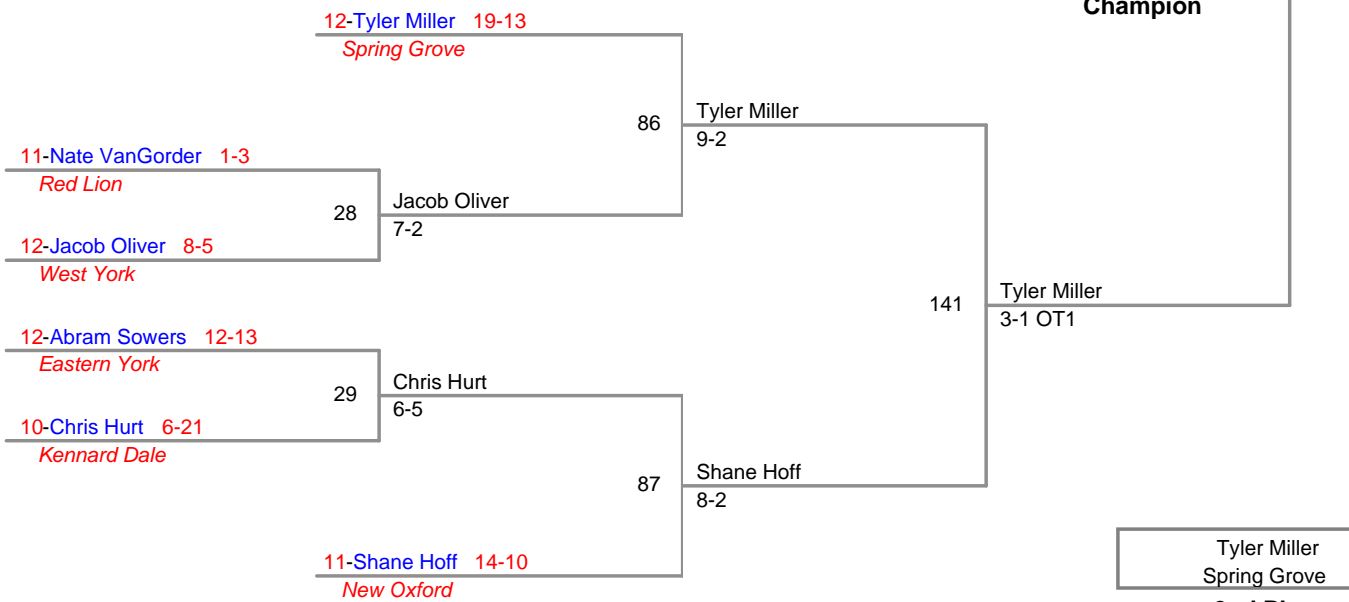 Champion
12-Tyler Miller 19-13
Spring Grove
86
Tyler Miller
9-2
11-Nate VanGorder 1-3
Red Lion
28
Jacob Oliver
7-2
12-Jacob Oliver 8-5
West York
141
Tyler Miller
3-1 OT1
12-Abram Sowers 12-13
Eastern York
29
Chris Hurt
6-5
10-Chris Hurt 6-21
Kennard Dale
87
Shane Hoff
8-2
11-Shane Hoff 14-10
New Oxford
Tyler Miller
Spring Grove